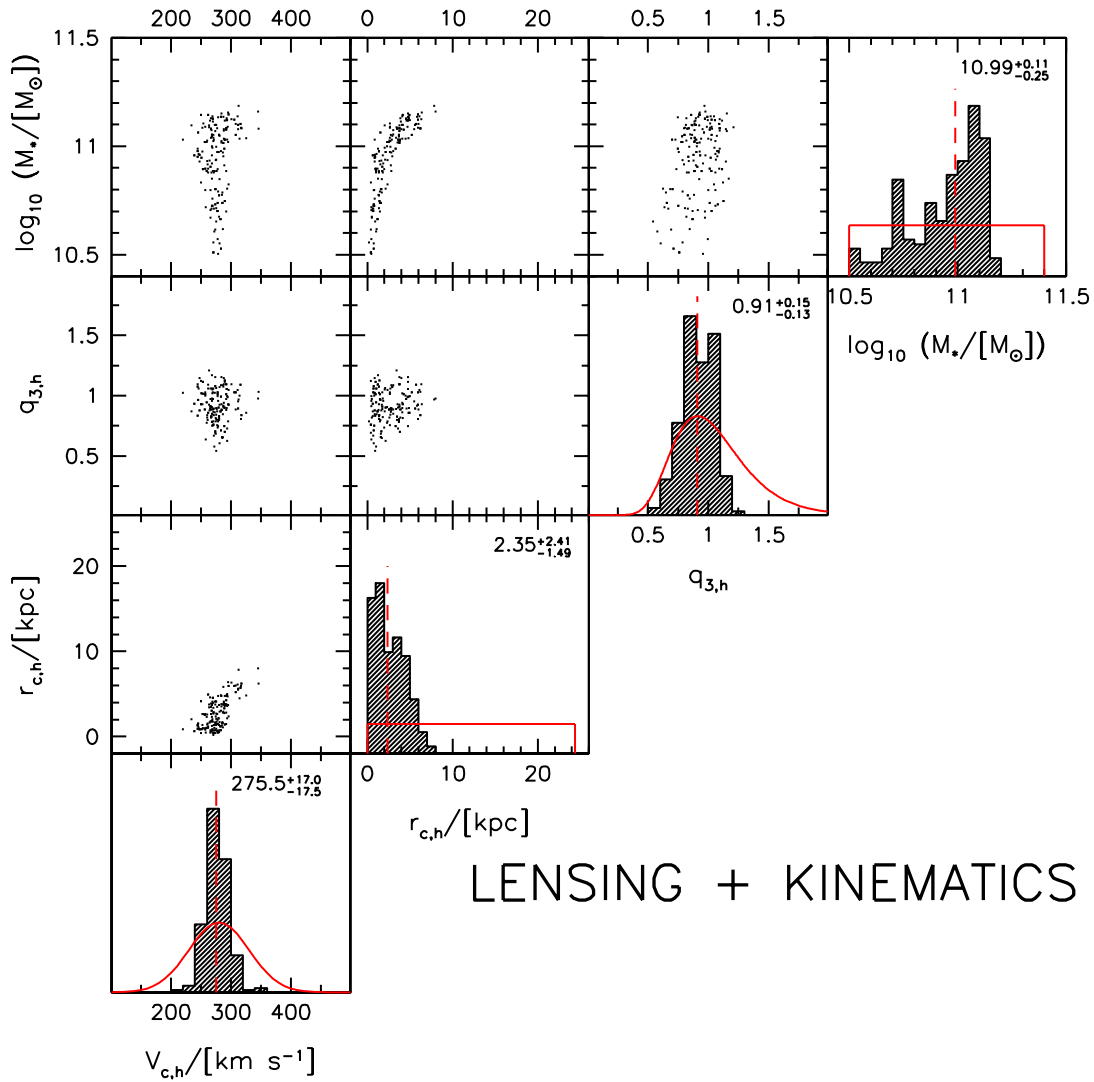 200 300 400 0 10 20 0.5 1 1.5
11.5
11
10.5
log₁₀ (M*/[M⊙])
10.99+0.11 -0.25
10.5 11 11.5
log₁₀ (M*/[M⊙])
0.91+0.15 -0.13
1.5
1
0.5
q₃,h
0.5 1 1.5
q₃,h
2.35+2.41 -1.49
20
10
0
r_c,h/[kpc]
0 10 20
r_c,h/[kpc]
275.5+17.0 -17.5
LENSING + KINEMATICS
200 300 400
V_c,h/[km s⁻¹]